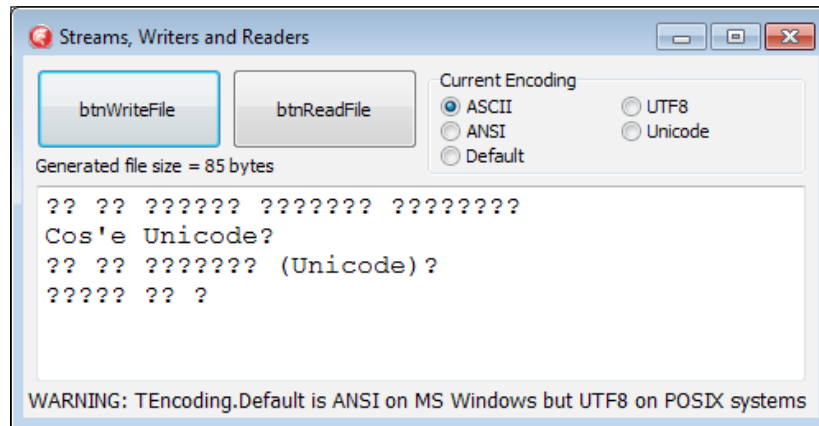 Streams, Writers and Readers
btnWriteFile
btnReadFile
Current Encoding
ASCII
UTF8
ANSI
Unicode
Default
Generated file size = 85 bytes
?? ?? ?????? ??????? ????????
Cos'e Unicode?
?? ?? ??????? (Unicode)?
????? ?? ?
WARNING: TEncoding.Default is ANSI on MS Windows but UTF8 on POSIX systems